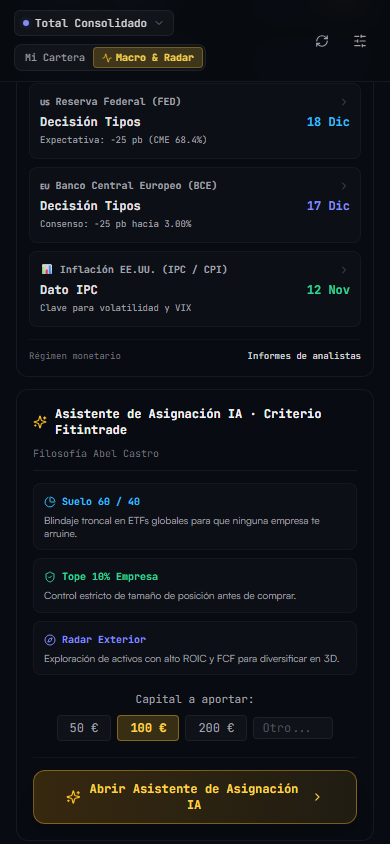 Total Consolidado
Mi Cartera
Macro & Radar
US Reserva Federal (FED)
Decisión Tipos 18 Dic
Expectativa: -25 pb (CME 68.4%)
EU Banco Central Europeo (BCE)
Decisión Tipos 17 Dic
Consenso: -25 pb hacia 3.00%
Inflación EE.UU. (IPC / CPI)
Dato IPC 12 Nov
Clave para volatilidad y VIX
Régimen monetario Informes de analistas
Asistente de Asignación IA · Criterio
Fitintrade
Filosofía Abel Castro
Suelo 60 / 40
Blindaje troncal en ETFs globales para que ninguna empresa te
arruine.
Tope 10% Empresa
Control estricto de tamaño de posición antes de comprar.
Radar Exterior
Exploración de activos con alto ROIC y FCF para diversificar en 3D.
Capital a aportar:
50 € 100 € 200 € Otro...
Abrir Asistente de Asignación
IA